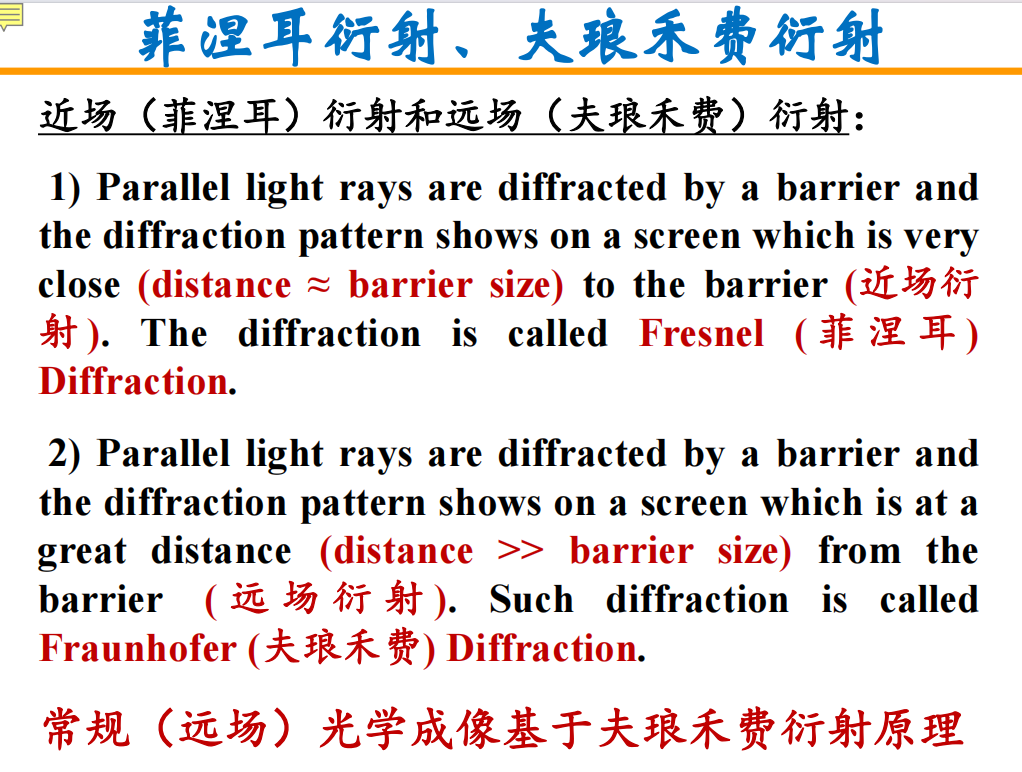 菲涅耳衍射、夫琅禾费衍射
近场（菲涅耳）衍射和远场（夫琅禾费）衍射：
1) Parallel light rays are diffracted by a barrier and
the diffraction pattern shows on a screen which is very
close (distance ≈ barrier size) to the barrier (近场衍
射). The diffraction is called Fresnel (菲涅耳)
Diffraction.
2) Parallel light rays are diffracted by a barrier and
the diffraction pattern shows on a screen which is at a
great distance (distance >> barrier size) from the
barrier (远场衍射). Such diffraction is called
Fraunhofer (夫琅禾费) Diffraction.
常规（远场）光学成像基于夫琅禾费衍射原理